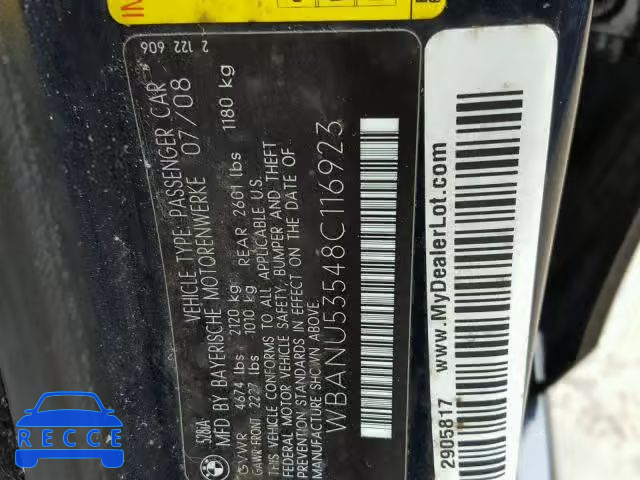 IN
2 122 606
528iA
VEHICLE TYPE: PASSENGER CAR
MFD BY BAYERISCHE MOTORENWERKE 07/08
GVWR 4674 lbs 2120 kg
GAWR-FRONT 2227 lbs 1010 kg REAR 2601 lbs 1180 kg
THIS VEHICLE CONFORMS TO ALL APPLICABLE U.S.
FEDERAL MOTOR VEHICLE SAFETY, BUMPER AND THEFT
PREVENTION STANDARDS IN EFFECT ON THE DATE OF
MANUFACTURE SHOWN ABOVE.
WBANU53548C116923
2905817 www.MyDealerLot.com
RECCE 06